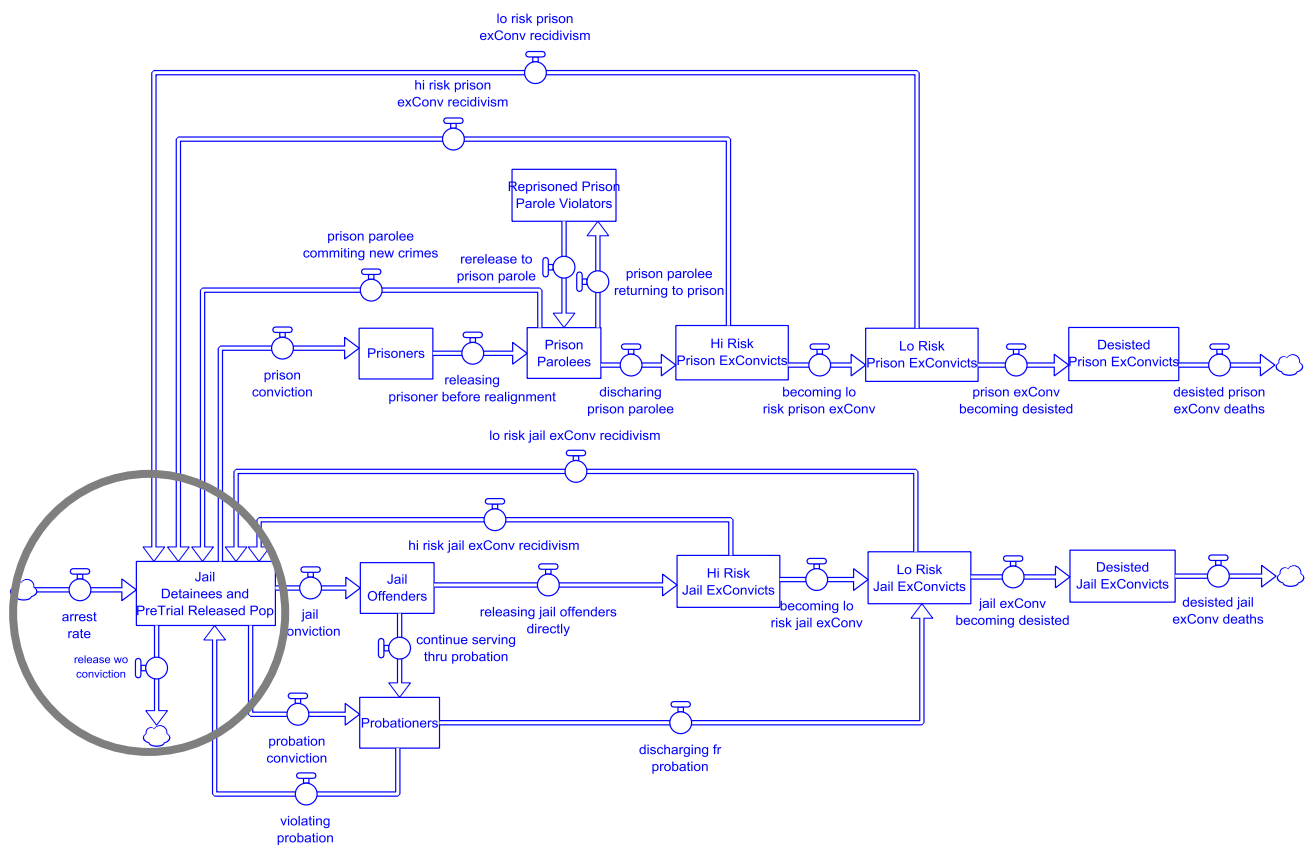 lo risk prison
exConv recidivism
hi risk prison
exConv recidivism
Reprisoned Prison
Parole Violators
prison parolee
commiting new crimes
rerelease to
prison parole
prison parolee
returning to prison
prison
conviction
Prisoners
releasing
prisoner before realignment
Prison
Parolees
discharing
prison parolee
Hi Risk
Prison ExConvicts
becoming lo
risk prison exConv
Lo Risk
Prison ExConvicts
prison exConv
becoming desisted
Desisted
Prison ExConvicts
desisted prison
exConv deaths
lo risk jail exConv recidivism
hi risk jail exConv recidivism
arrest
rate
Jail
Detainees and
PreTrial Released Pop
jail
onviction
Jail
Offenders
releasing jail offenders
directly
Hi Risk
Jail ExConvicts
becoming lo
risk jail exConv
Lo Risk
Jail ExConvicts
jail exConv
becoming desisted
Desisted
Jail ExConvicts
desisted jail
exConv deaths
release wo
conviction
continue serving
thru probation
probation
conviction
Probationers
discharging fr
probation
violating
probation